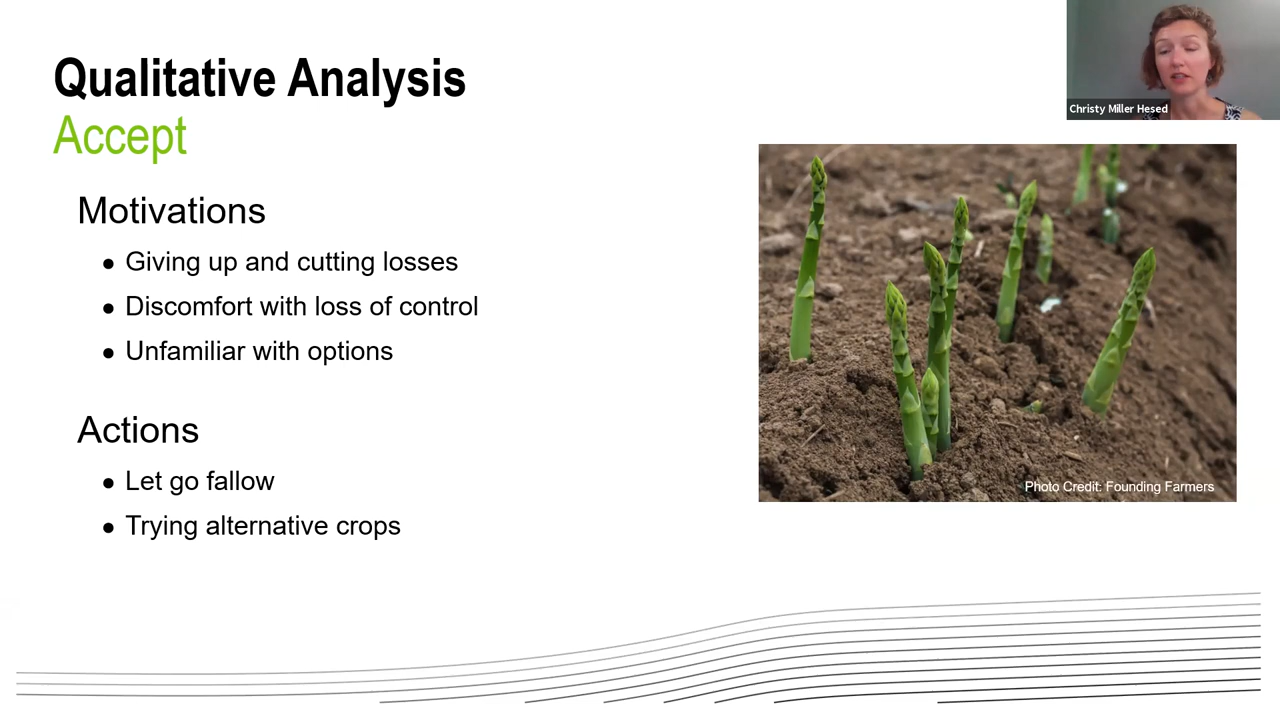 Qualitative Analysis
Accept
Christy Miller Hesed
Motivations
● Giving up and cutting losses
● Discomfort with loss of control
● Unfamiliar with options
Actions
● Let go fallow
● Trying alternative crops
Photo Credit: Founding Farmers